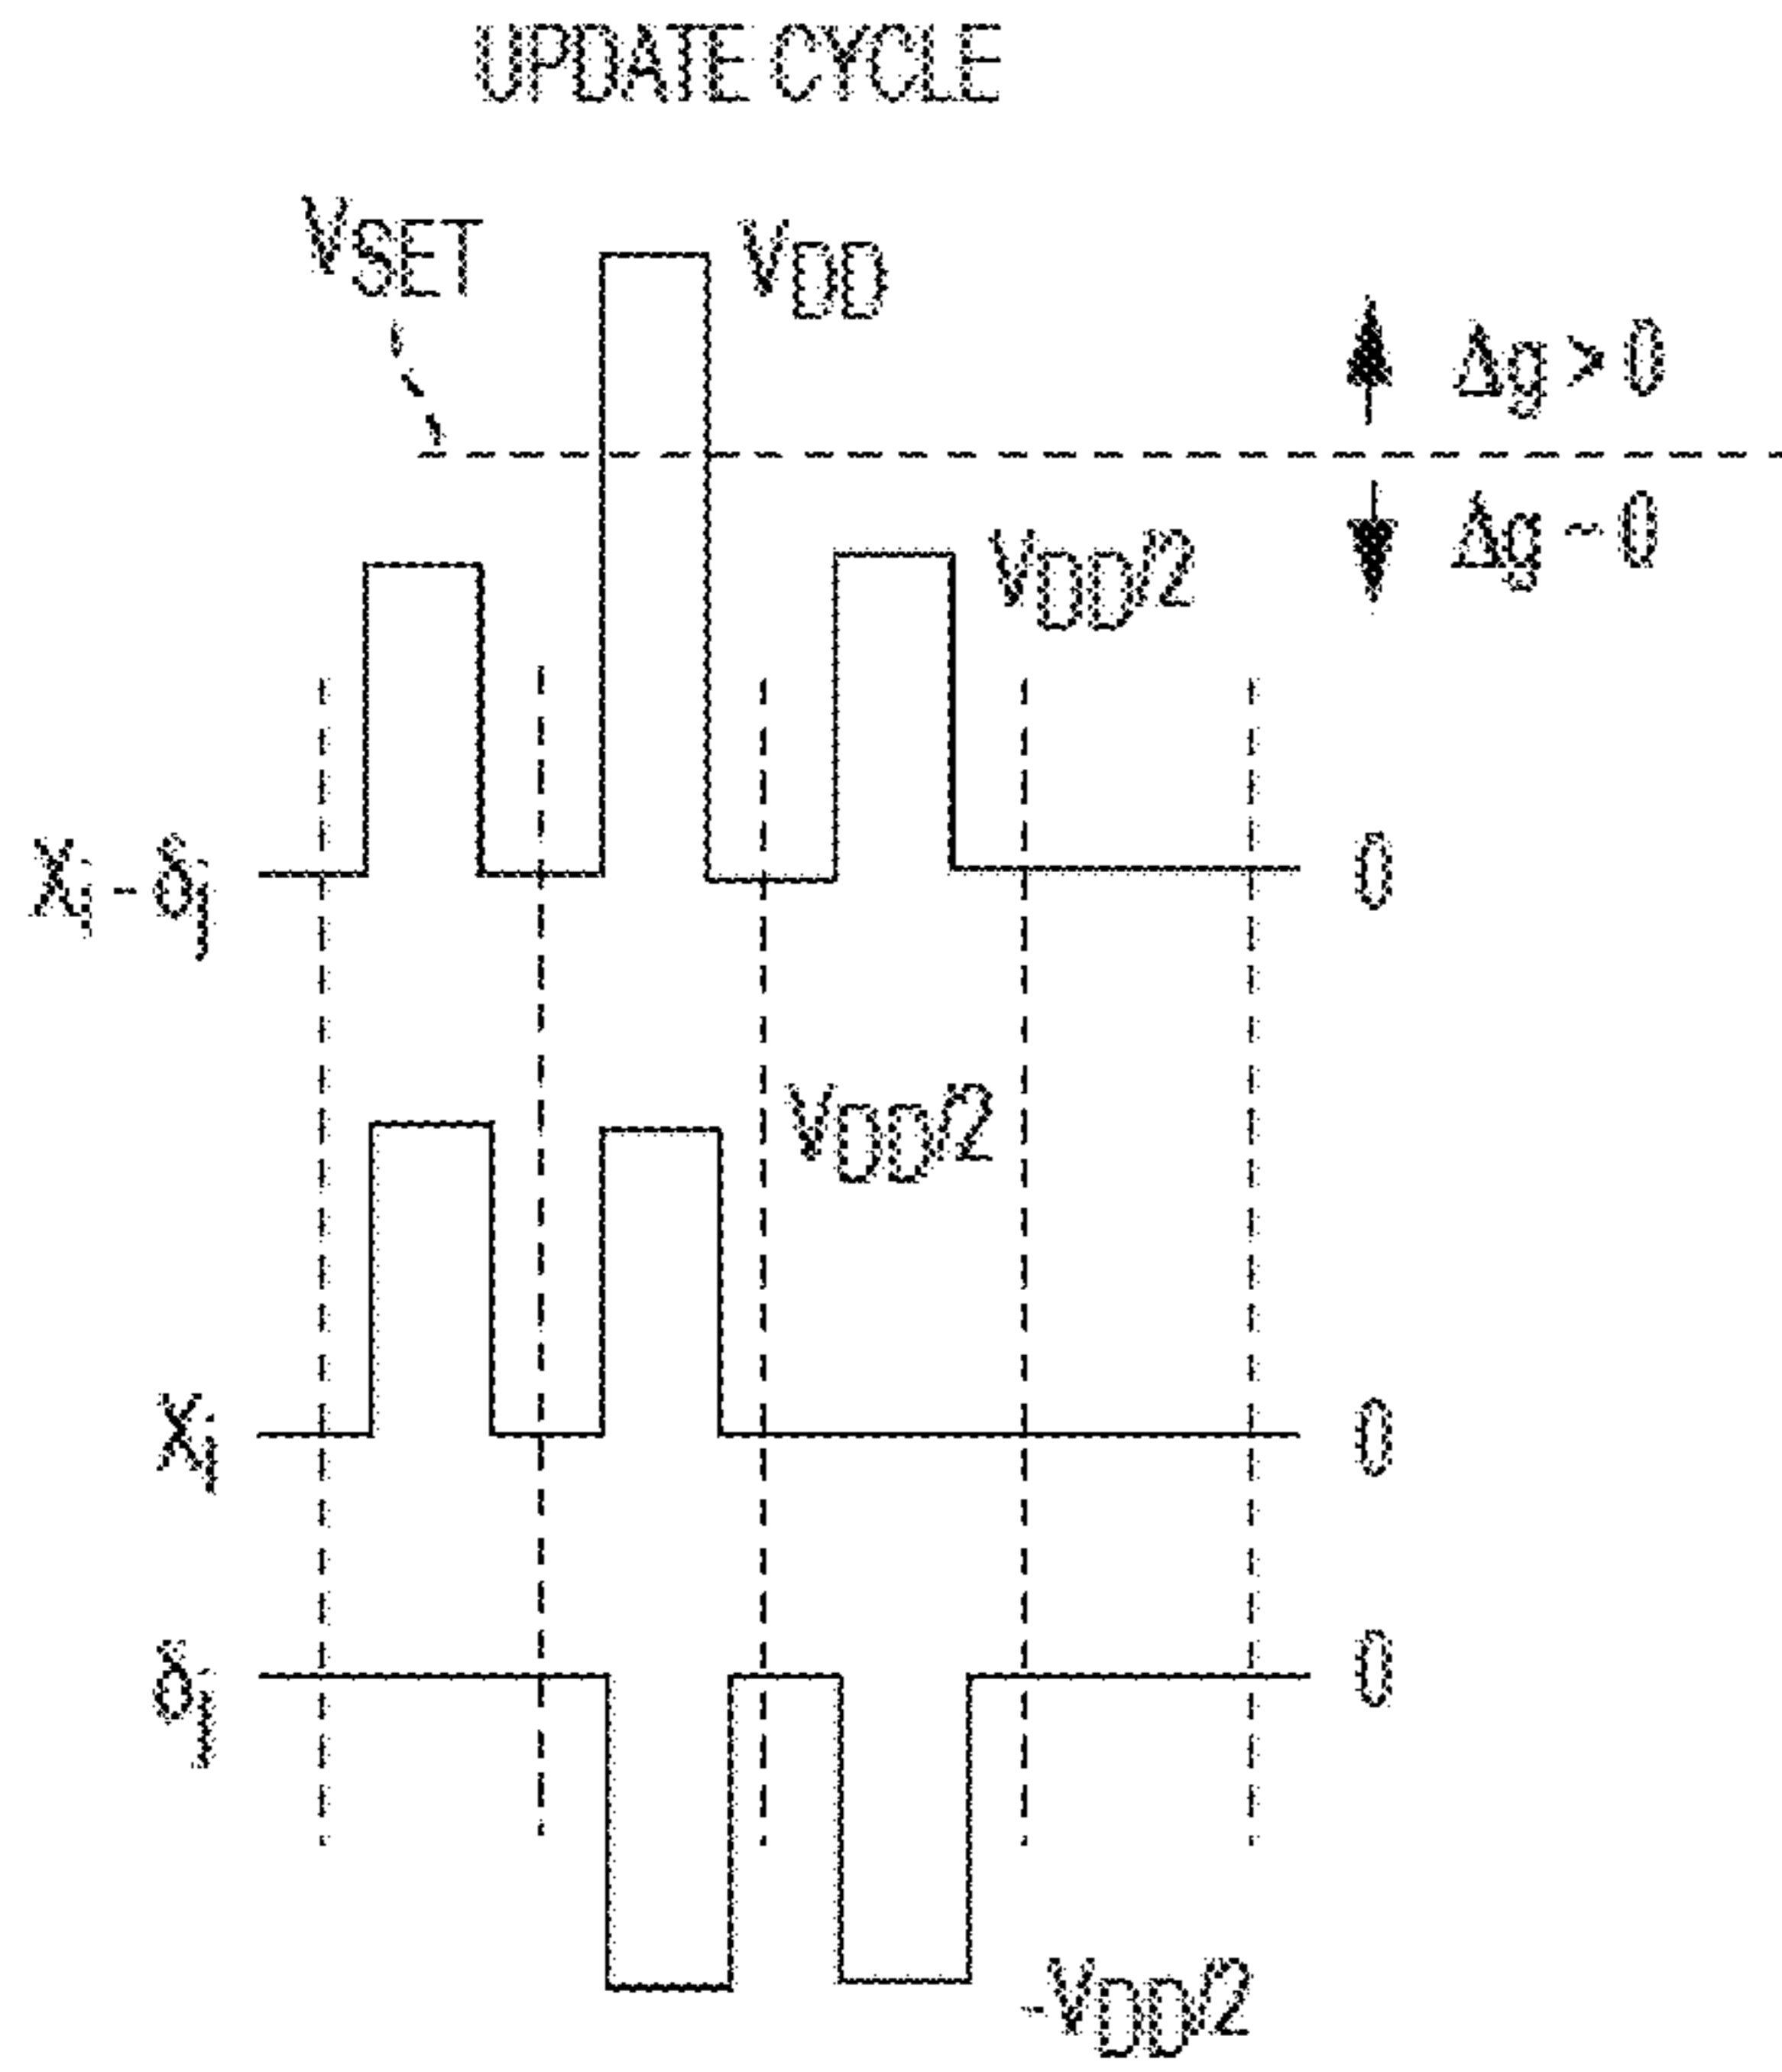 UPDATE CYCLE
VSET
VDD
Δg > 0
Δg ~ 0
VDD/2
Xi - δj
0
VDD/2
Xi
0
δj
0
-VDD/2